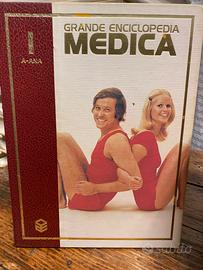 GRANDE ENCICLOPEDIA
MEDICA
1
A-ANA
subito